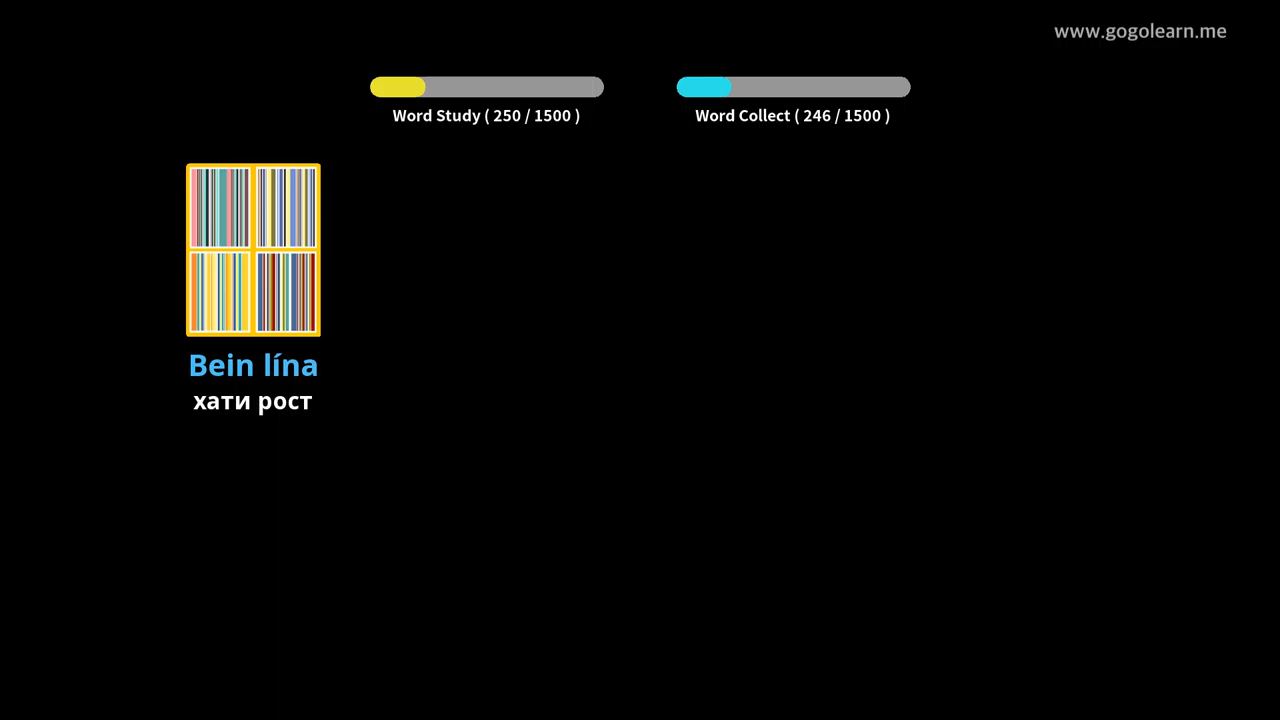 www.gogolearn.me
Word Study ( 250 / 1500 )
Word Collect ( 246 / 1500 )
Bein lína
хати рост